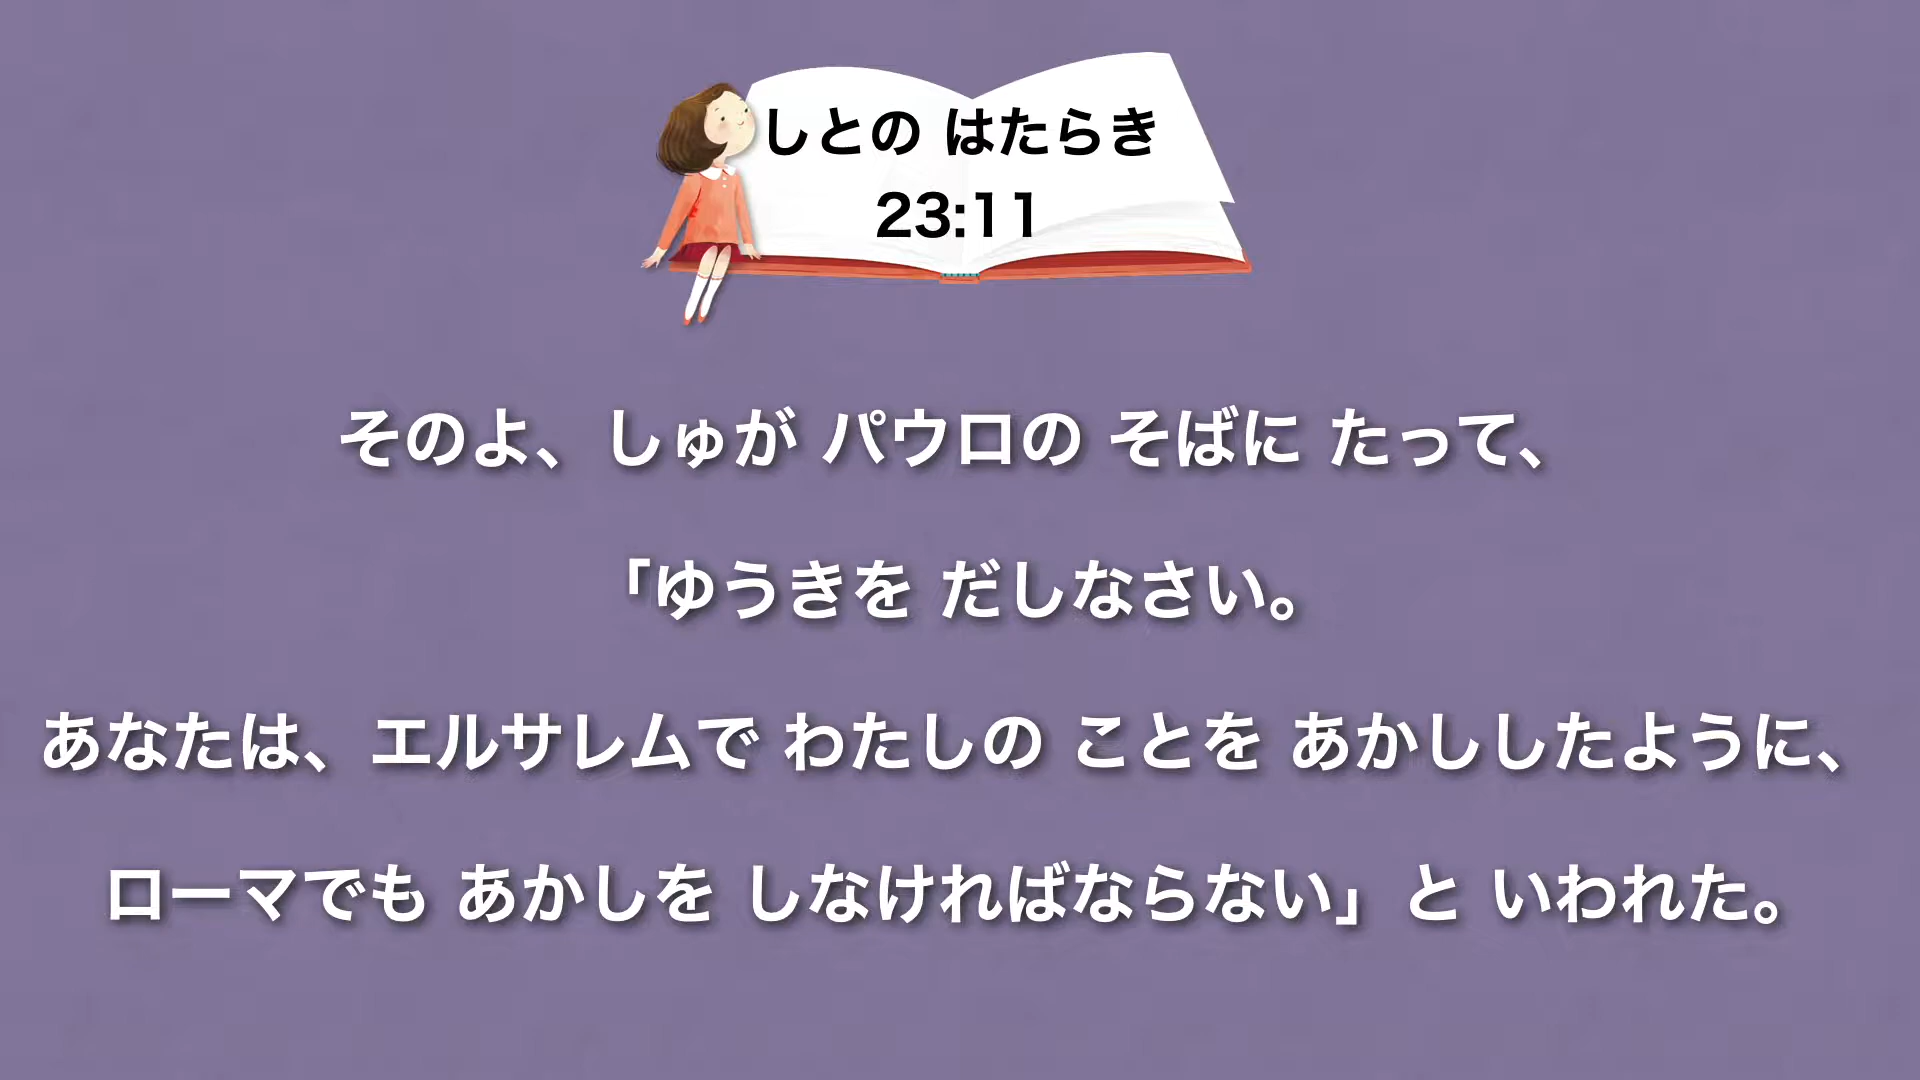 しとの はたらき
23:11
そのよ、しゅが パウロの そばに たって、
「ゆうきを だしなさい。
あなたは、エルサレムで わたしの ことを あかししたように、
ローマでも あかしを しなければならない」と いわれた。